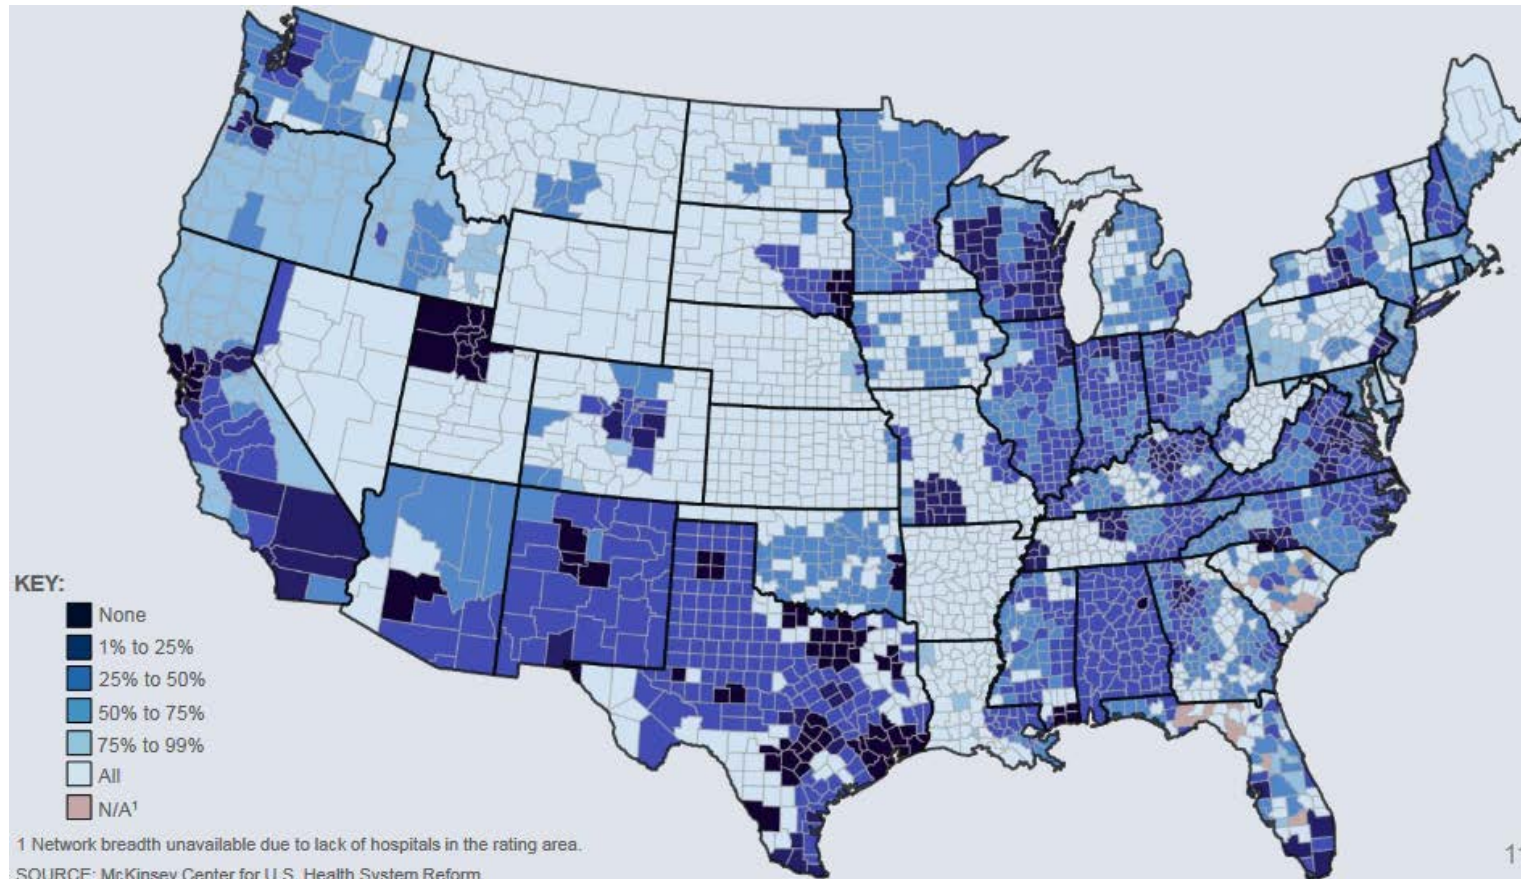 KEY:
None
1% to 25%
25% to 50%
50% to 75%
75% to 99%
All
N/A¹
1 Network breadth unavailable due to lack of hospitals in the rating area.
SOURCE: McKinsey Center for U.S. Health System Reform